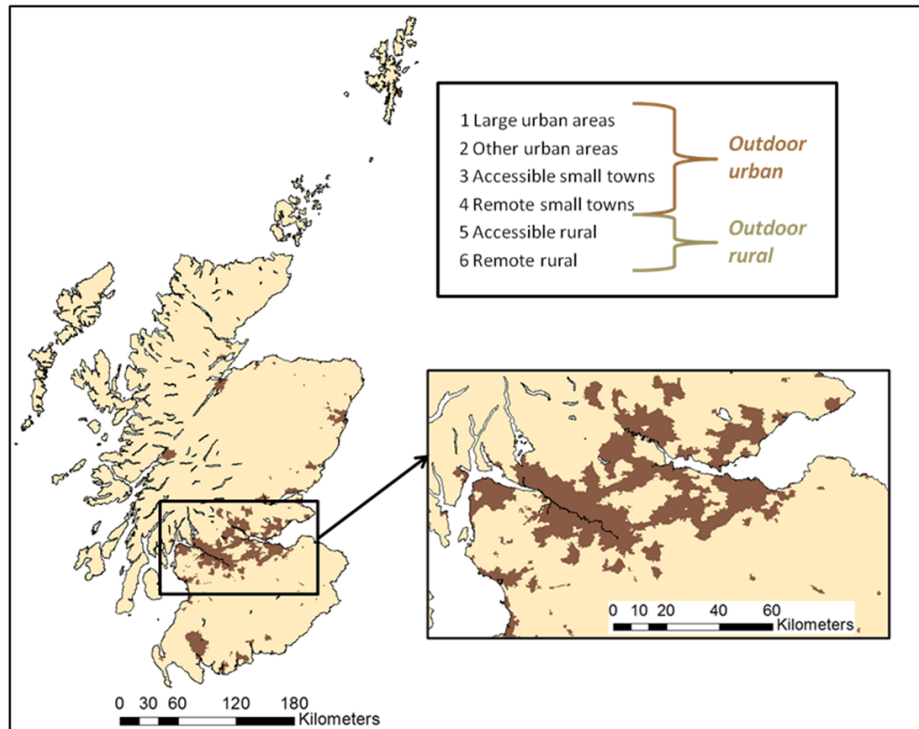 1 Large urban areas
2 Other urban areas
3 Accessible small towns
4 Remote small towns
5 Accessible rural
6 Remote rural
Outdoor
urban
Outdoor
rural
0 10 20 40 60
Kilometers
0 30 60 120 180
Kilometers